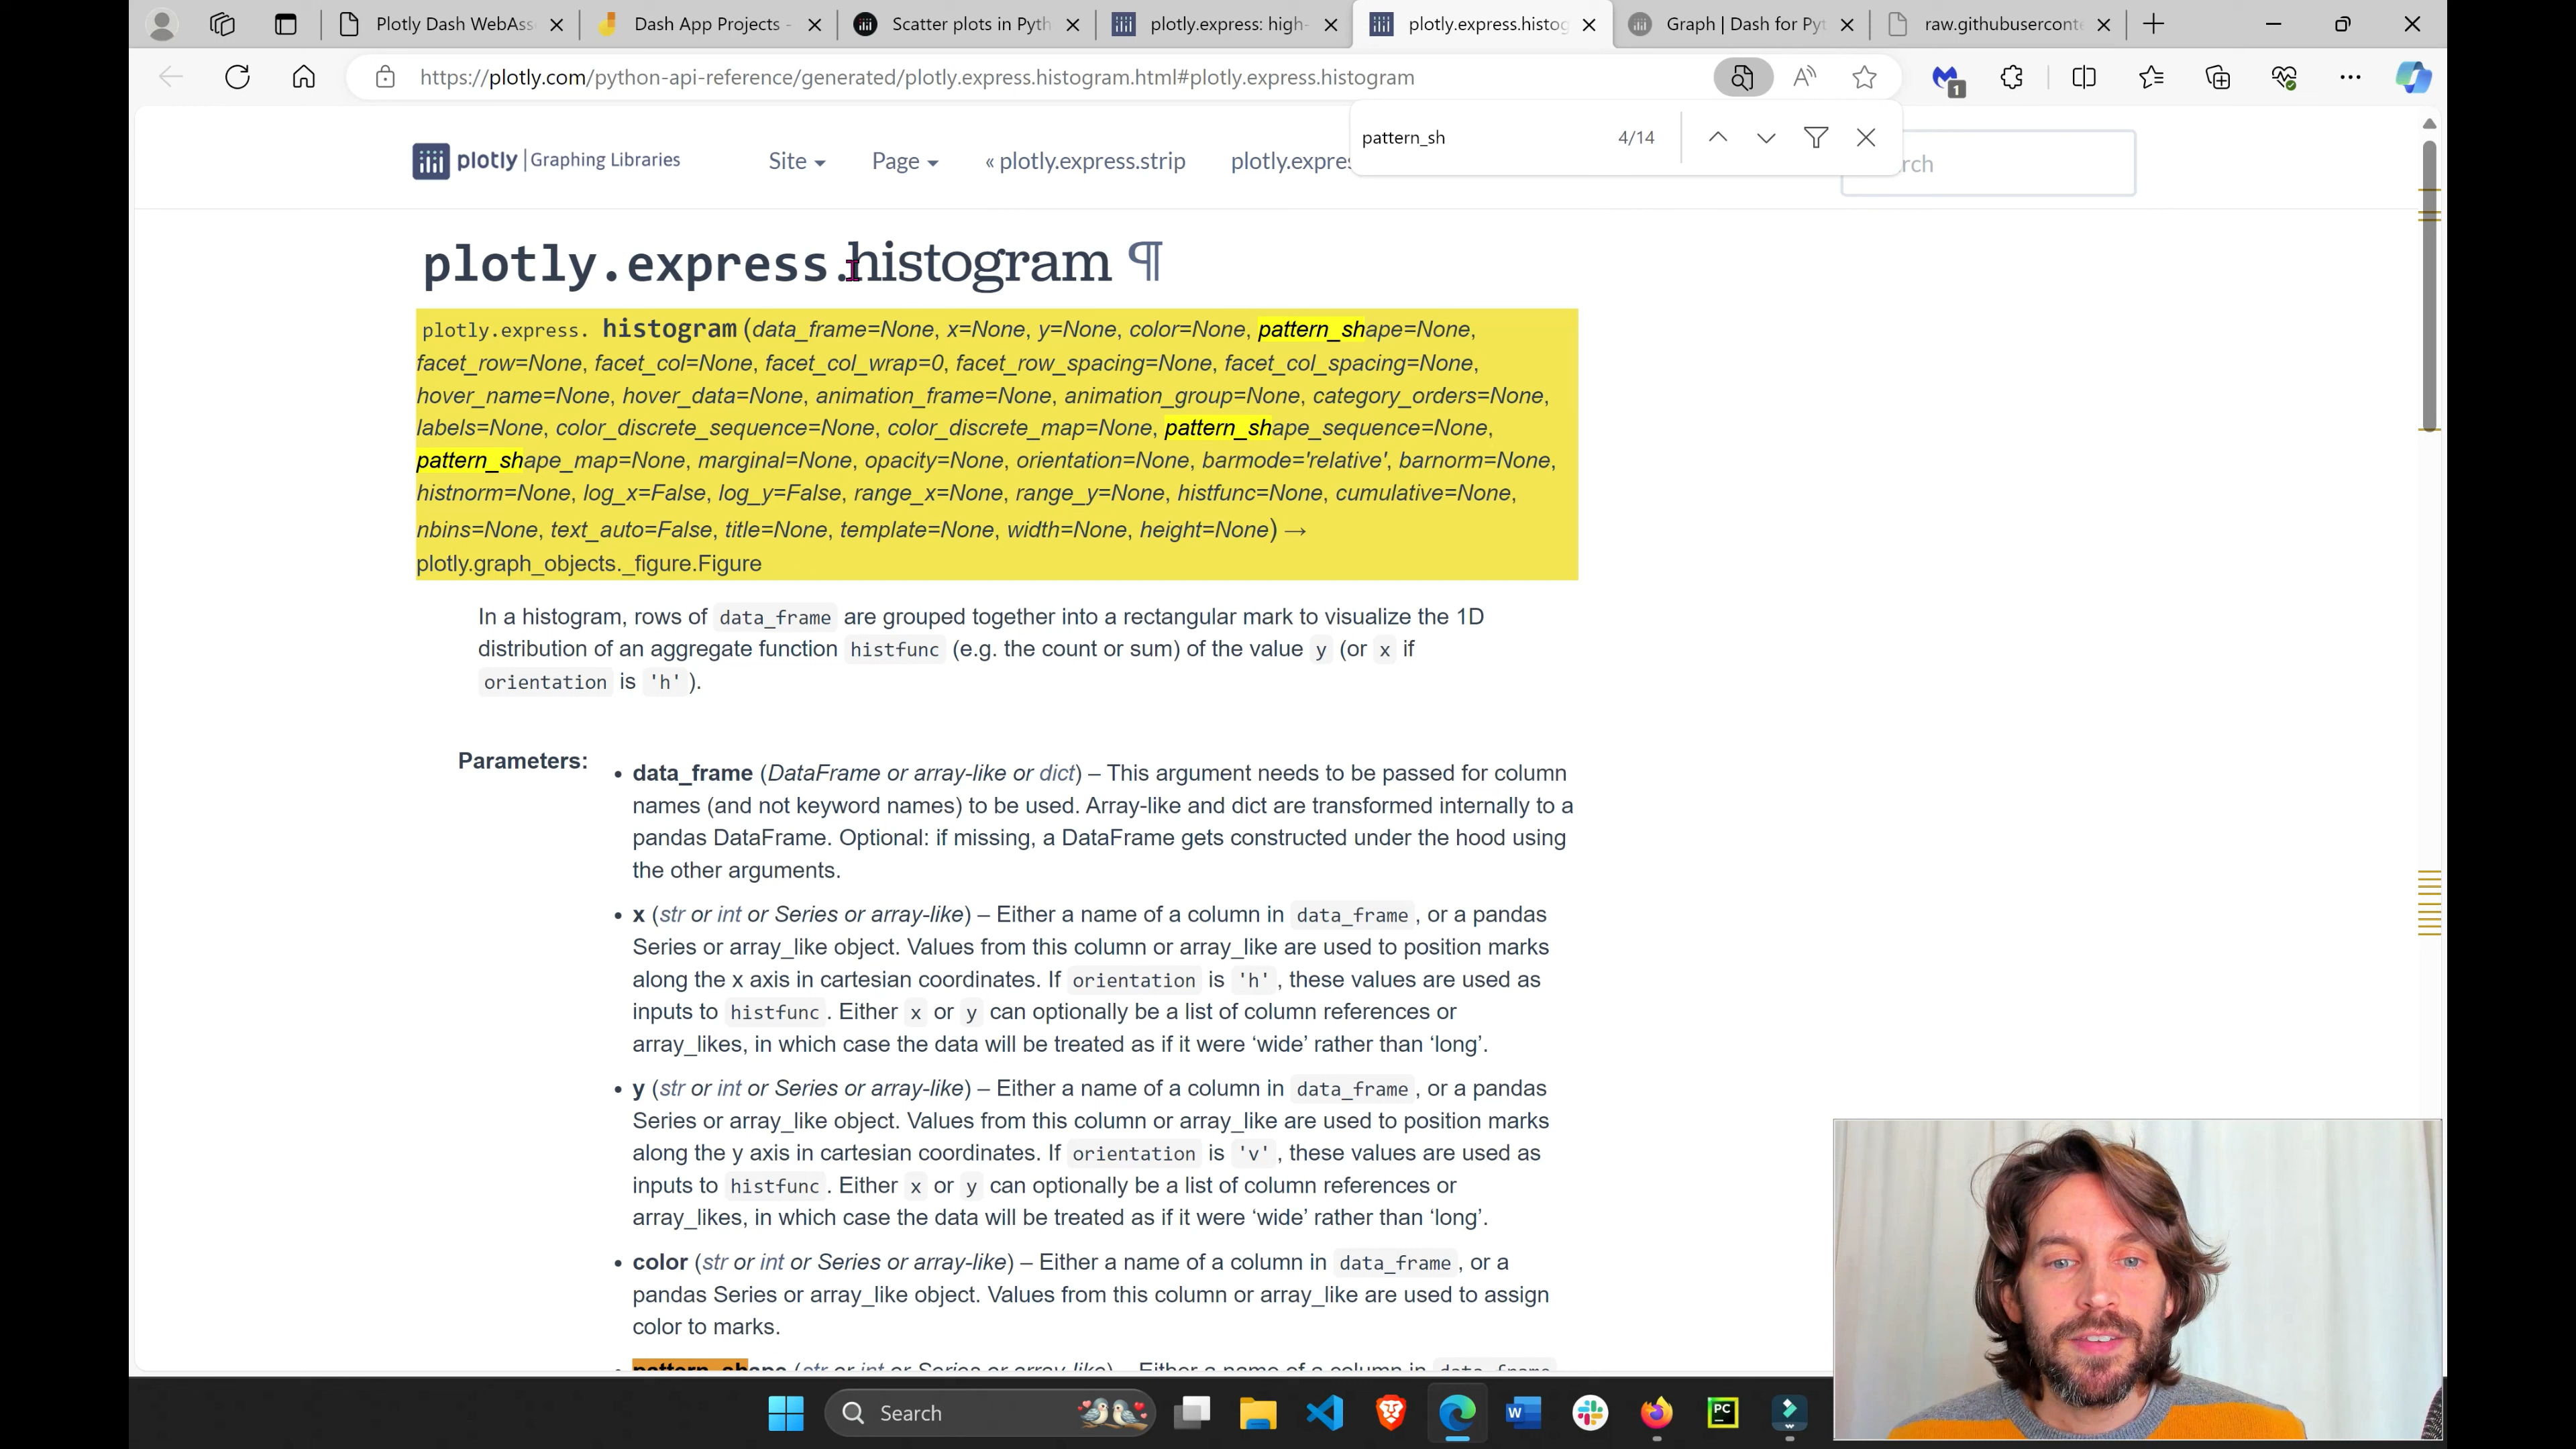 Plotly Dash WebAss
Dash App Projects -
Scatter plots in Pyth
plotly.express: high-
plotly.express.histog
Graph | Dash for Pyt
raw.githubuserconte
https://plotly.com/python-api-reference/generated/plotly.express.histogram.html#plotly.express.histogram
1
pattern_sh
4/14
plotly | Graphing Libraries
Site
Page
« plotly.express.strip
plotly.expres
rch
plotly.express.histogram ¶
plotly.express. histogram(data_frame=None, x=None, y=None, color=None, pattern_shape=None,
facet_row=None, facet_col=None, facet_col_wrap=0, facet_row_spacing=None, facet_col_spacing=None,
hover_name=None, hover_data=None, animation_frame=None, animation_group=None, category_orders=None,
labels=None, color_discrete_sequence=None, color_discrete_map=None, pattern_shape_sequence=None,
pattern_shape_map=None, marginal=None, opacity=None, orientation=None, barmode='relative', barnorm=None,
histnorm=None, log_x=False, log_y=False, range_x=None, range_y=None, histfunc=None, cumulative=None,
nbins=None, text_auto=False, title=None, template=None, width=None, height=None) →
plotly.graph_objects._figure.Figure
In a histogram, rows of data_frame are grouped together into a rectangular mark to visualize the 1D
distribution of an aggregate function histfunc (e.g. the count or sum) of the value y (or x if
orientation is 'h' ).
Parameters:
• data_frame (DataFrame or array-like or dict) – This argument needs to be passed for column
names (and not keyword names) to be used. Array-like and dict are transformed internally to a
pandas DataFrame. Optional: if missing, a DataFrame gets constructed under the hood using
the other arguments.
• x (str or int or Series or array-like) – Either a name of a column in data_frame , or a pandas
Series or array_like object. Values from this column or array_like are used to position marks
along the x axis in cartesian coordinates. If orientation is 'h' , these values are used as
inputs to histfunc . Either x or y can optionally be a list of column references or
array_likes, in which case the data will be treated as if it were ‘wide’ rather than ‘long’.
• y (str or int or Series or array-like) – Either a name of a column in data_frame , or a pandas
Series or array_like object. Values from this column or array_like are used to position marks
along the y axis in cartesian coordinates. If orientation is 'v' , these values are used as
inputs to histfunc . Either x or y can optionally be a list of column references or
array_likes, in which case the data will be treated as if it were ‘wide’ rather than ‘long’.
• color (str or int or Series or array-like) – Either a name of a column in data_frame , or a
pandas Series or array_like object. Values from this column or array_like are used to assign
color to marks.
• pattern_shape (str or int or Series or array-like) – Either a name of a column in data_frame
Search
W
PC